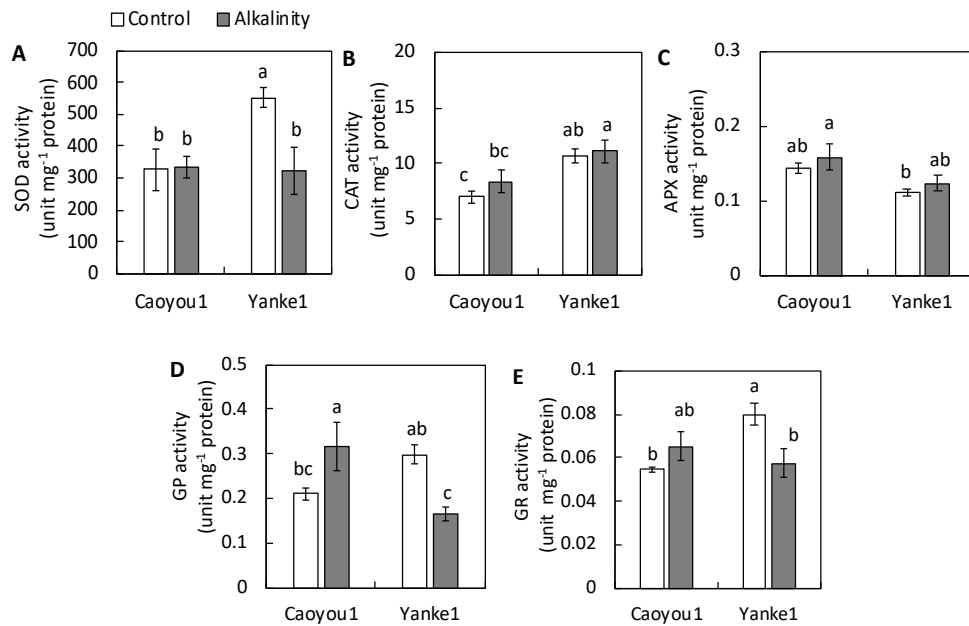 Control Alkalinity
A
SOD activity
(unit mg-1 protein)
700
600
500
400
300
200
100
0
b b a b
Caoyou1 Yanke1
B
CAT activity
(unit mg-1 protein)
20
15
10
5
0
c bc ab a
Caoyou1 Yanke1
C
APX activity
unit mg-1 protein)
0.3
0.2
0.1
0
ab a b ab
Caoyou1 Yanke1
D
GP activity
(unit mg-1 protein)
0.5
0.4
0.3
0.2
0.1
0
bc a ab c
Caoyou1 Yanke1
E
GR activity
(unit mg-1 protein)
0.1
0.08
0.06
0.04
0.02
0
b ab a b
Caoyou1 Yanke1